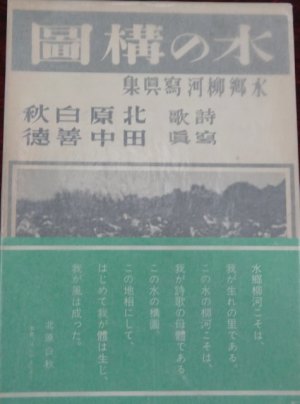 水の構圖
水鄕柳河寫眞集
詩歌 北原白秋
寫眞 田中善德
水鄕柳河こそは、
我が生れの里である。
この水の柳河こそは、
我が詩歌の母體である。
この水の構圖
この地相にして、
はじめて我が體は生じ、
我が風は成つた。
北原白秋